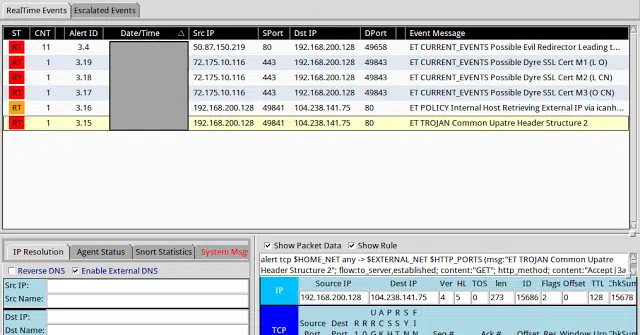 RealTime Events Escalated Events
ST CNT Alert ID Date/Time Src IP SPort Dst IP DPort Event Message
RT 11 3.4 50.87.150.219 80 192.168.200.128 49658 ET CURRENT_EVENTS Possible Evil Redirector Leading t...
RT 1 3.19 72.175.10.116 443 192.168.200.128 49843 ET CURRENT_EVENTS Possible Dyre SSL Cert M1 (L O)
RT 1 3.18 72.175.10.116 443 192.168.200.128 49843 ET CURRENT_EVENTS Possible Dyre SSL Cert M2 (L CN)
RT 1 3.17 72.175.10.116 443 192.168.200.128 49843 ET CURRENT_EVENTS Possible Dyre SSL Cert M3 (O CN)
RT 1 3.16 192.168.200.128 49841 104.238.141.75 80 ET POLICY Internal Host Retrieving External IP via icanh...
RT 1 3.15 192.168.200.128 49841 104.238.141.75 80 ET TROJAN Common Upatre Header Structure 2
IP Resolution Agent Status Snort Statistics System Msgs
Reverse DNS Enable External DNS
Src IP:
Src Name:
Dst IP:
Dst Name:
Show Packet Data Show Rule
alert tcp $HOME_NET any -> $EXTERNAL_NET $HTTP_PORTS (msg:"ET TROJAN Common Upatre
Header Structure 2"; flow:to_server,established; content:"GET"; http_method; content:"Accept|3a
IP Source IP Dest IP Ver HL TOS len ID Flags Offset TTL ChkSum
192.168.200.128 104.238.141.75 4 5 0 273 15686 2 0 128 15678
TCP
U A P R S F
Source Dest R R R C S S Y I
Port Port 1 0 G K H T N N Seq # Ack # Offset Res Window Urp ChkSum